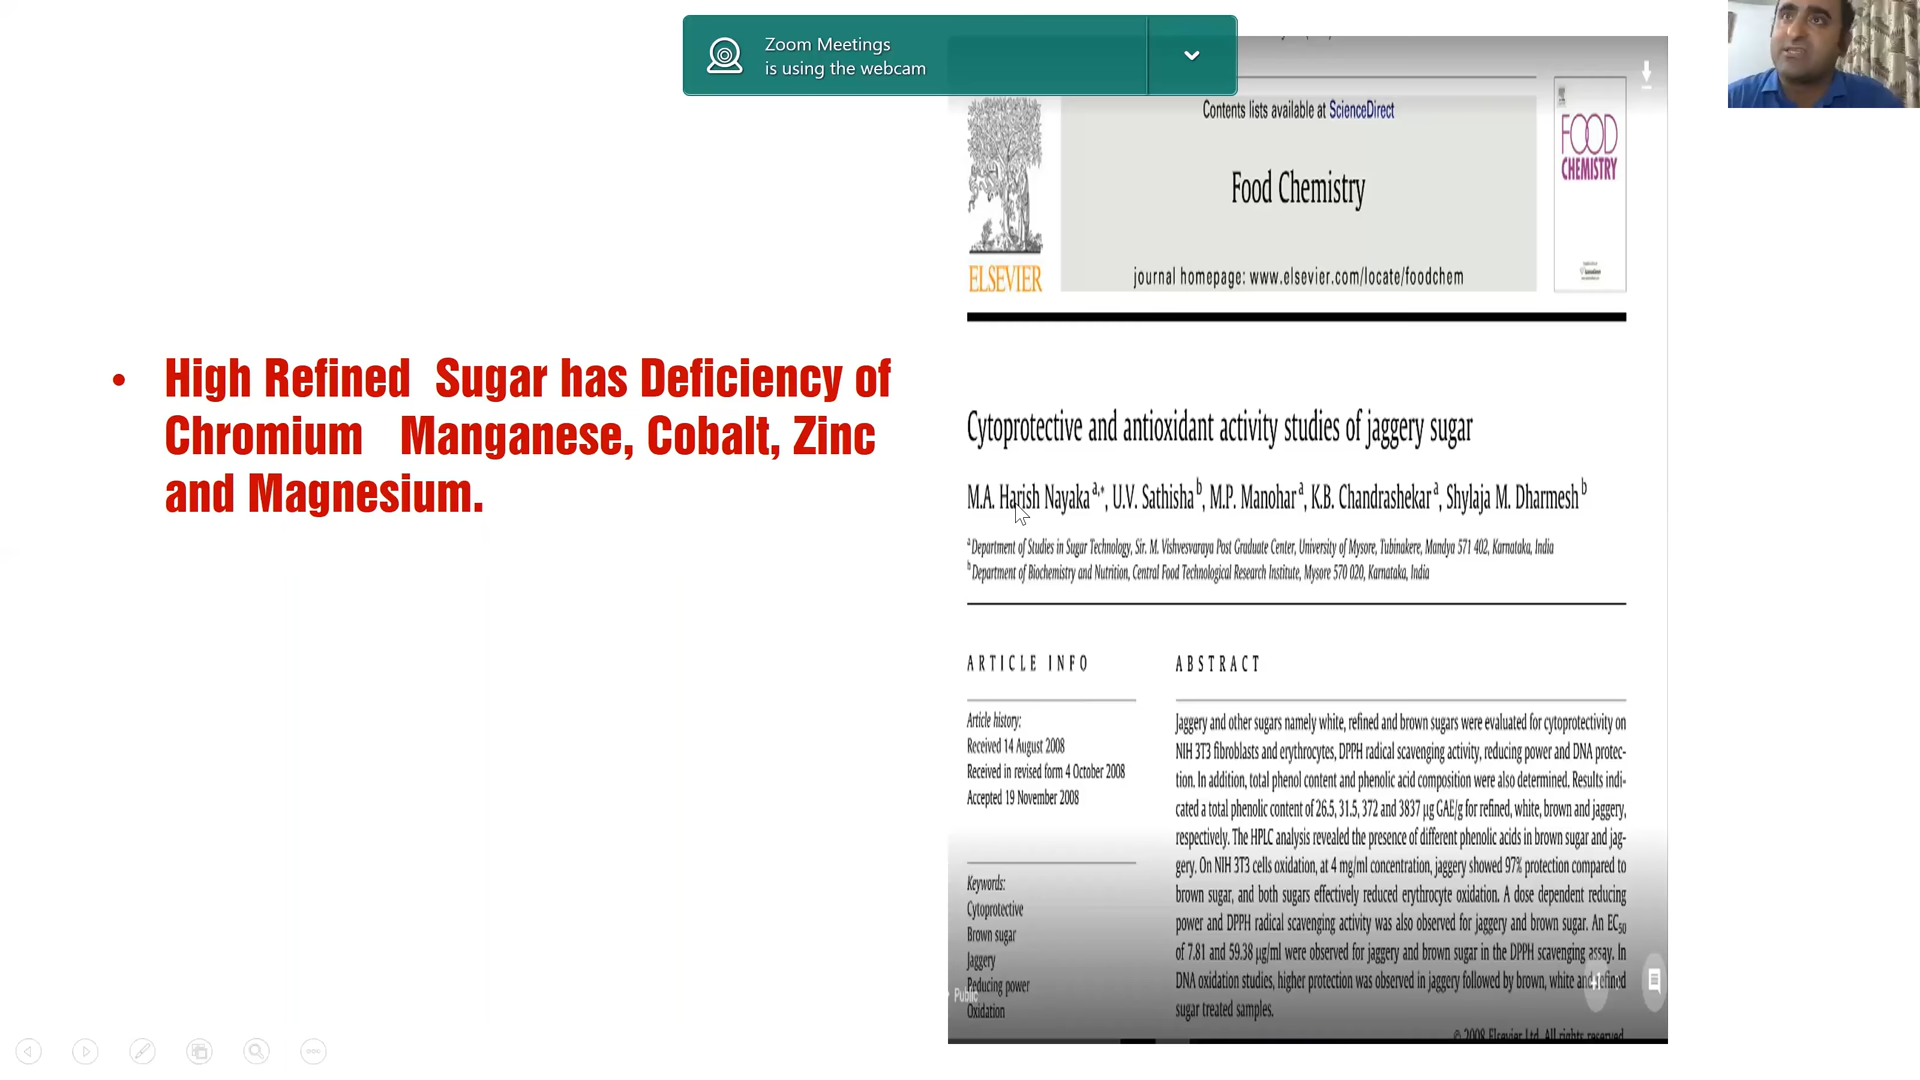 Zoom Meetings
is using the webcam
• High Refined Sugar has Deficiency of
Chromium Manganese, Cobalt, Zinc
and Magnesium.
Contents lists available at ScienceDirect
Food Chemistry
journal homepage: www.elsevier.com/locate/foodchem
ELSEVIER
FOOD
CHEMISTRY
Cytoprotective and antioxidant activity studies of jaggery sugar
M.A. Harish Nayaka a,*, U.V. Sathisha b, M.P. Manohar a, K.B. Chandrashekar a, Shylaja M. Dharmesh b
a Department of Studies in Sugar Technology, Sir. M. Vishvesvaraya Post Graduate Center, University of Mysore, Tubinakere, Mandya 571 402, Karnataka, India
b Department of Biochemistry and Nutrition, Central Food Technological Research Institute, Mysore 570 020, Karnataka, India
ARTICLE INFO
Article history:
Received 14 August 2008
Received in revised form 4 October 2008
Accepted 19 November 2008
Keywords:
Cytoprotective
Brown sugar
Jaggery
Reducing power
Oxidation
Public
ABSTRACT
Jaggery and other sugars namely white, refined and brown sugars were evaluated for cytoprotectivity on
NIH 3T3 fibroblasts and erythrocytes, DPPH radical scavenging activity, reducing power and DNA protec-
tion. In addition, total phenol content and phenolic acid composition were also determined. Results indi-
cated a total phenolic content of 26.5, 31.5, 372 and 3837 μg GAE/g for refined, white, brown and jaggery,
respectively. The HPLC analysis revealed the presence of different phenolic acids in brown sugar and jag-
gery. On NIH 3T3 cells oxidation, at 4 mg/ml concentration, jaggery showed 97% protection compared to
brown sugar, and both sugars effectively reduced erythrocyte oxidation. A dose dependent reducing
power and DPPH radical scavenging activity was also observed for jaggery and brown sugar. An EC50
of 7.81 and 59.38 μg/ml were observed for jaggery and brown sugar in the DPPH scavenging assay. In
DNA oxidation studies, higher protection was observed in jaggery followed by brown, white and refined
sugar treated samples.
© 2008 Elsevier Ltd. All rights reserved.
+1